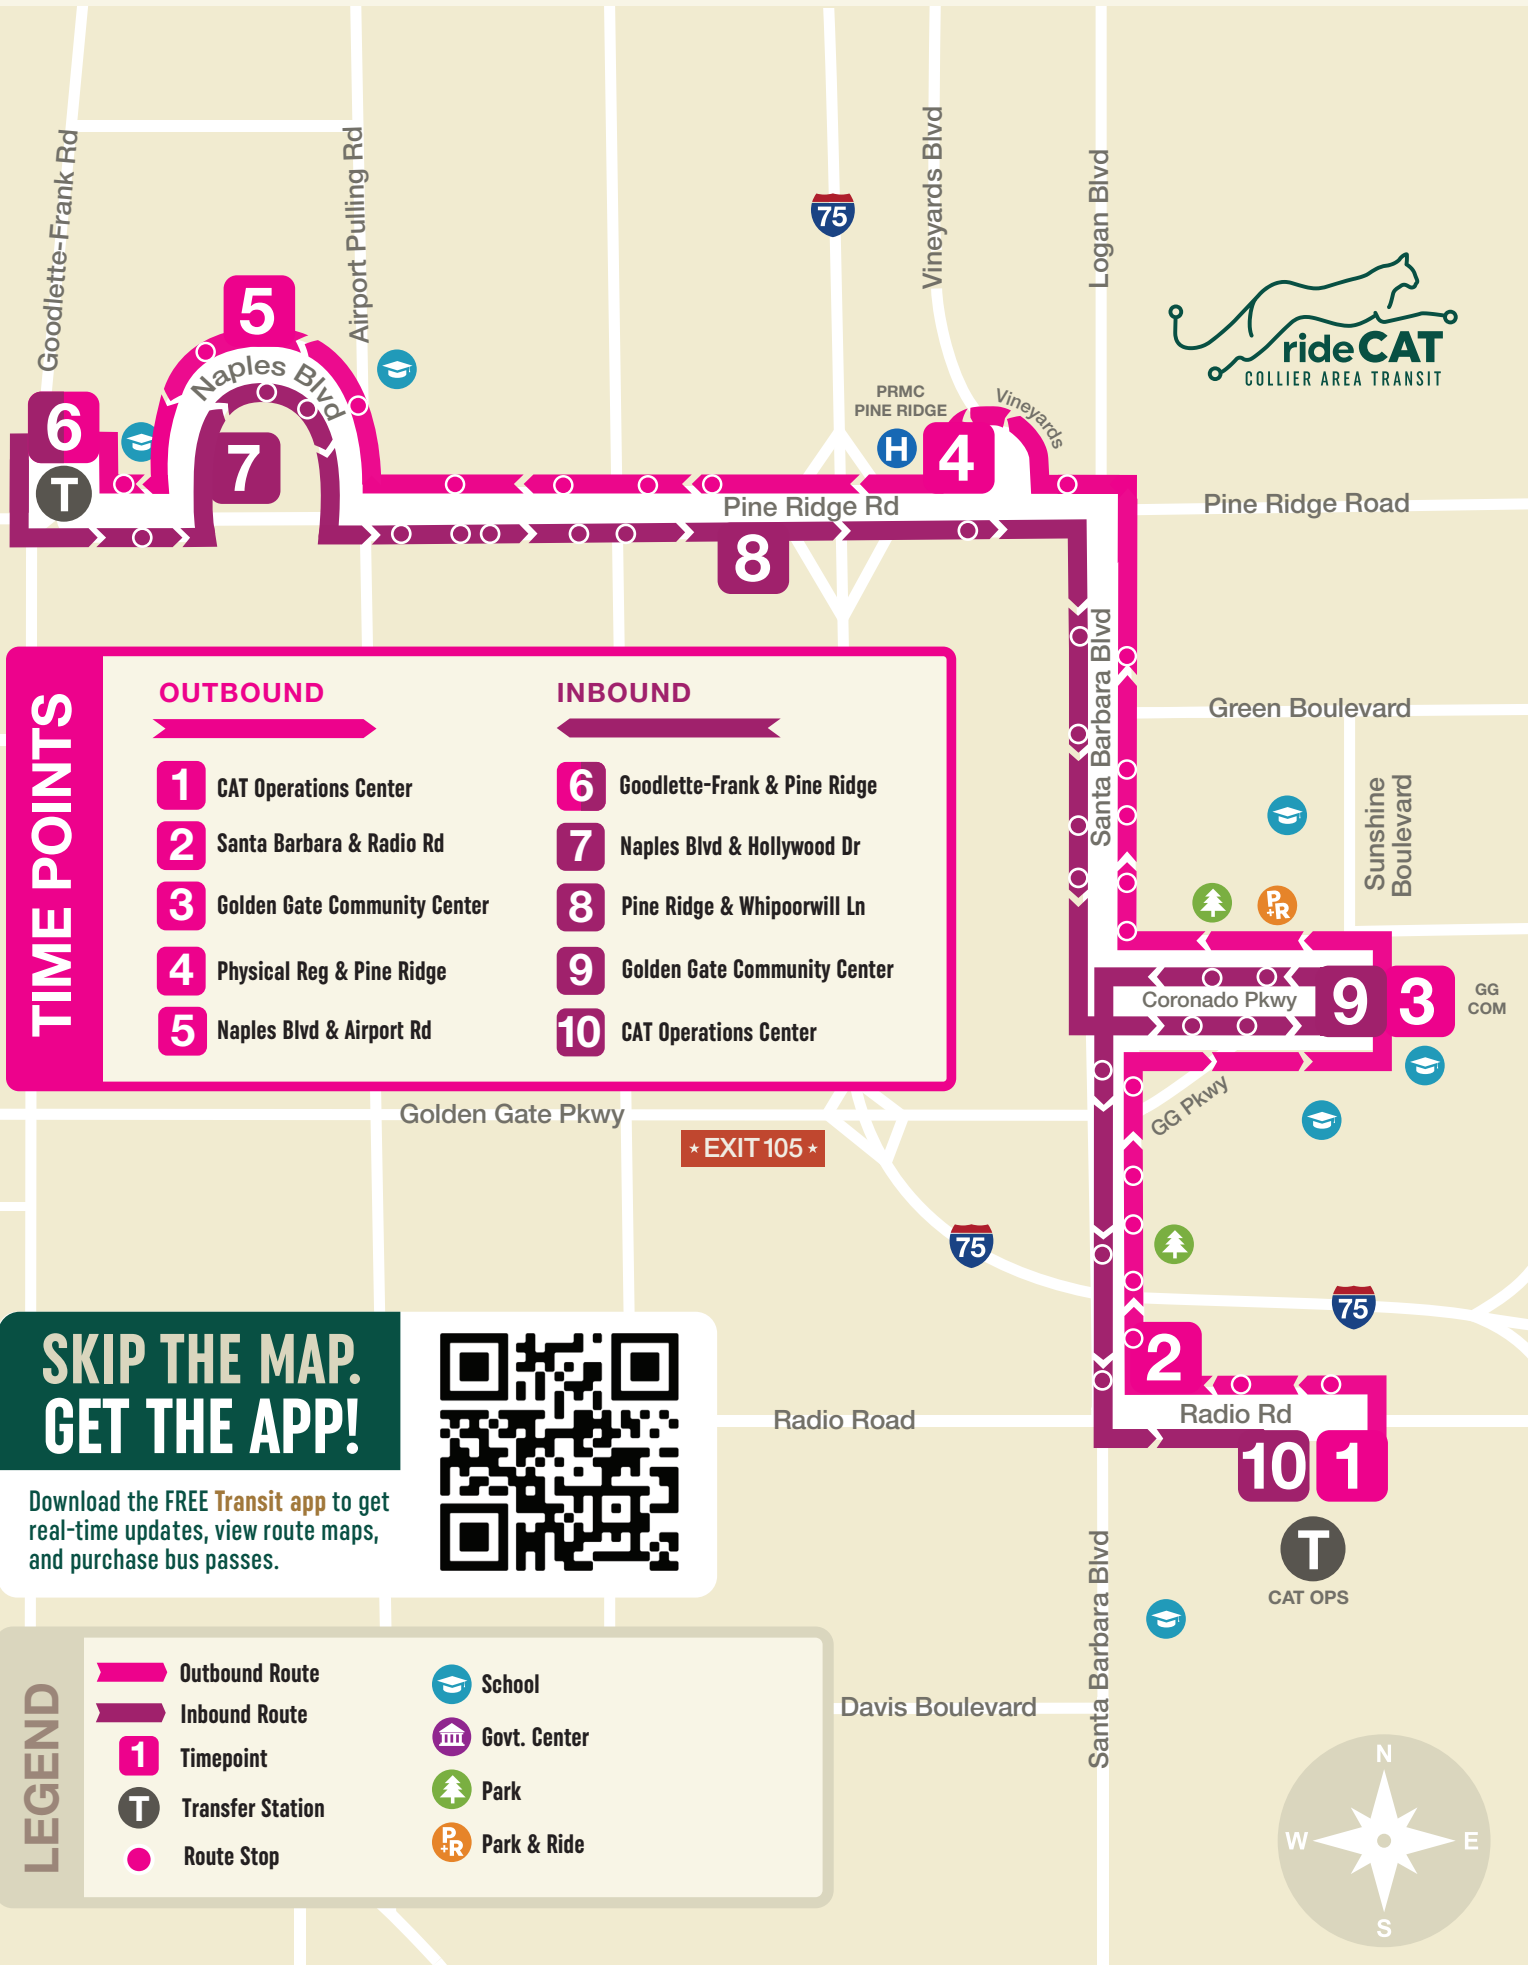 Goodlette-Frank Rd
Airport Pulling Rd
75
Vineyards Blvd
Logan Blvd
rideCAT
COLLIER AREA TRANSIT
5
Naples Blvd
6
T
7
PRMC
PINE RIDGE
H
4
Vineyards
Pine Ridge Rd
Pine Ridge Road
8
Santa Barbara Blvd
Green Boulevard
Sunshine
Boulevard
P+R
TIME POINTS
OUTBOUND
1 CAT Operations Center
2 Santa Barbara & Radio Rd
3 Golden Gate Community Center
4 Physical Reg & Pine Ridge
5 Naples Blvd & Airport Rd
INBOUND
6 Goodlette-Frank & Pine Ridge
7 Naples Blvd & Hollywood Dr
8 Pine Ridge & Whipoorwill Ln
9 Golden Gate Community Center
10 CAT Operations Center
Coronado Pkwy
9
3
GG
COM
GG Pkwy
Golden Gate Pkwy
EXIT 105
75
75
2
Radio Road
Radio Rd
10
1
T
CAT OPS
Santa Barbara Blvd
SKIP THE MAP.
GET THE APP!
Download the FREE Transit app to get
real-time updates, view route maps,
and purchase bus passes.
LEGEND
Outbound Route
Inbound Route
1 Timepoint
T Transfer Station
Route Stop
School
Govt. Center
Park
P+R Park & Ride
Davis Boulevard
N
W
E
S